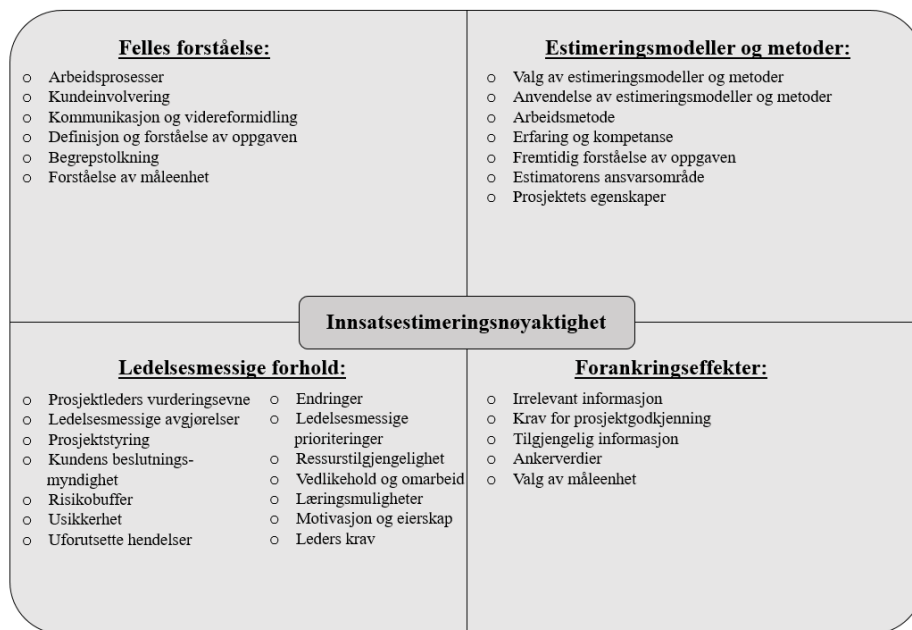 Felles forståelse:
o Arbeidsprosesser
o Kundeinvolvering
o Kommunikasjon og videreformidling
o Definisjon og forståelse av oppgaven
o Begrepstolkning
o Forståelse av måleenhet
Estimeringsmodeller og metoder:
o Valg av estimeringsmodeller og metoder
o Anvendelse av estimeringsmodeller og metoder
o Arbeidsmetode
o Erfaring og kompetanse
o Fremtidig forståelse av oppgaven
o Estimatorens ansvarsområde
o Prosjektets egenskaper
Innsatsestimeringsnøyaktighet
Ledelsesmessige forhold:
o Prosjektleders vurderingsevne
o Ledelsesmessige avgjørelser
o Prosjektstyring
o Kundens beslutnings-
myndighet
o Risikobuffer
o Usikkerhet
o Uforutsette hendelser
o Endringer
o Ledelsesmessige
prioriteringer
o Ressurstilgjengelighet
o Vedlikehold og omarbeid
o Læringsmuligheter
o Motivasjon og eierskap
o Leders krav
Forankringseffekter:
o Irrelevant informasjon
o Krav for prosjektgodkjenning
o Tilgjengelig informasjon
o Ankerverdier
o Valg av måleenhet